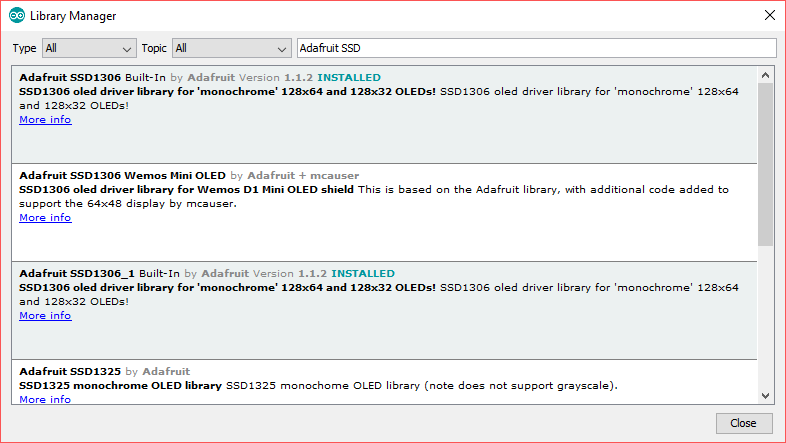 Library Manager
Type All Topic All Adafruit SSD
Adafruit SSD1306 Built-In by Adafruit Version 1.1.2 INSTALLED
SSD1306 oled driver library for 'monochrome' 128x64 and 128x32 OLEDs! SSD1306 oled driver library for 'monochrome' 128x64
and 128x32 OLEDs!
More info
Adafruit SSD1306 Wemos Mini OLED by Adafruit + mcauser
SSD1306 oled driver library for Wemos D1 Mini OLED shield This is based on the Adafruit library, with additional code added to
support the 64x48 display by mcauser.
More info
Adafruit SSD1306_1 Built-In by Adafruit Version 1.1.2 INSTALLED
SSD1306 oled driver library for 'monochrome' 128x64 and 128x32 OLEDs! SSD1306 oled driver library for 'monochrome' 128x64
and 128x32 OLEDs!
More info
Adafruit SSD1325 by Adafruit
SSD1325 monochrome OLED library SSD1325 monochome OLED library (note does not support grayscale).
More info
Close